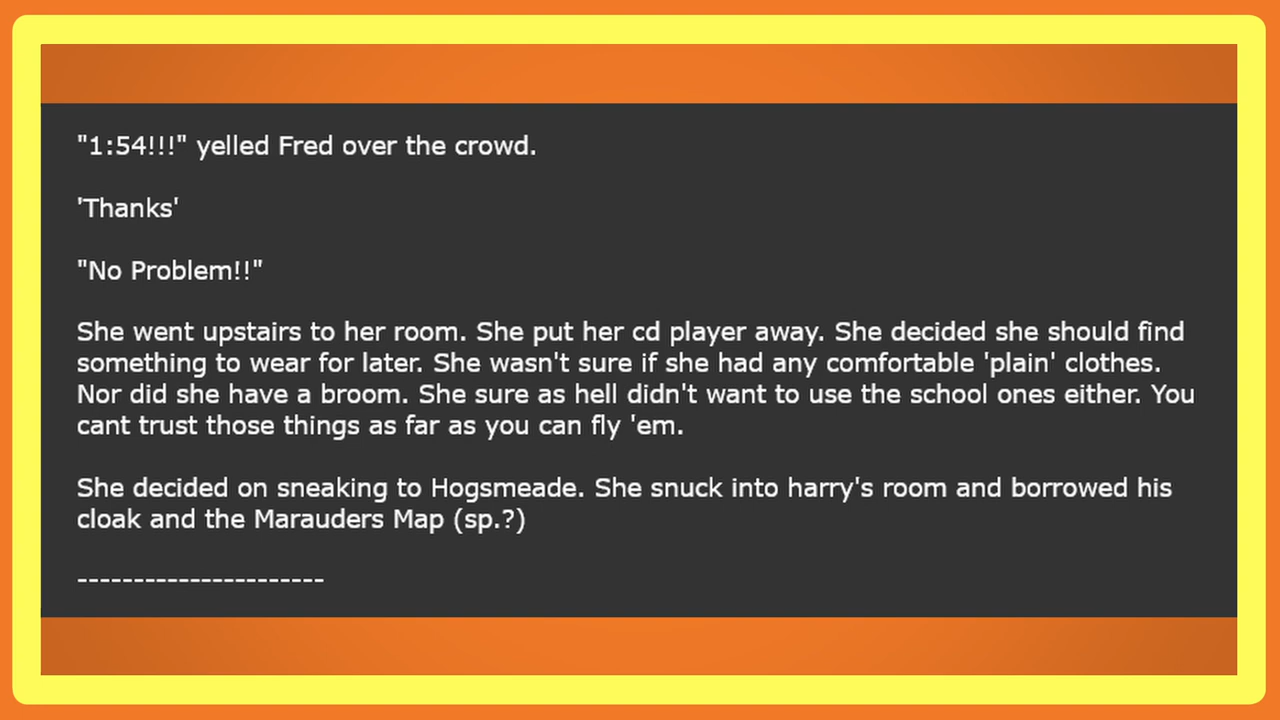 "1:54!!!" yelled Fred over the crowd.
'Thanks'
"No Problem!!"
She went upstairs to her room. She put her cd player away. She decided she should find
something to wear for later. She wasn't sure if she had any comfortable 'plain' clothes.
Nor did she have a broom. She sure as hell didn't want to use the school ones either. You
cant trust those things as far as you can fly 'em.
She decided on sneaking to Hogsmeade. She snuck into harry's room and borrowed his
cloak and the Marauders Map (sp.?)
----------------------